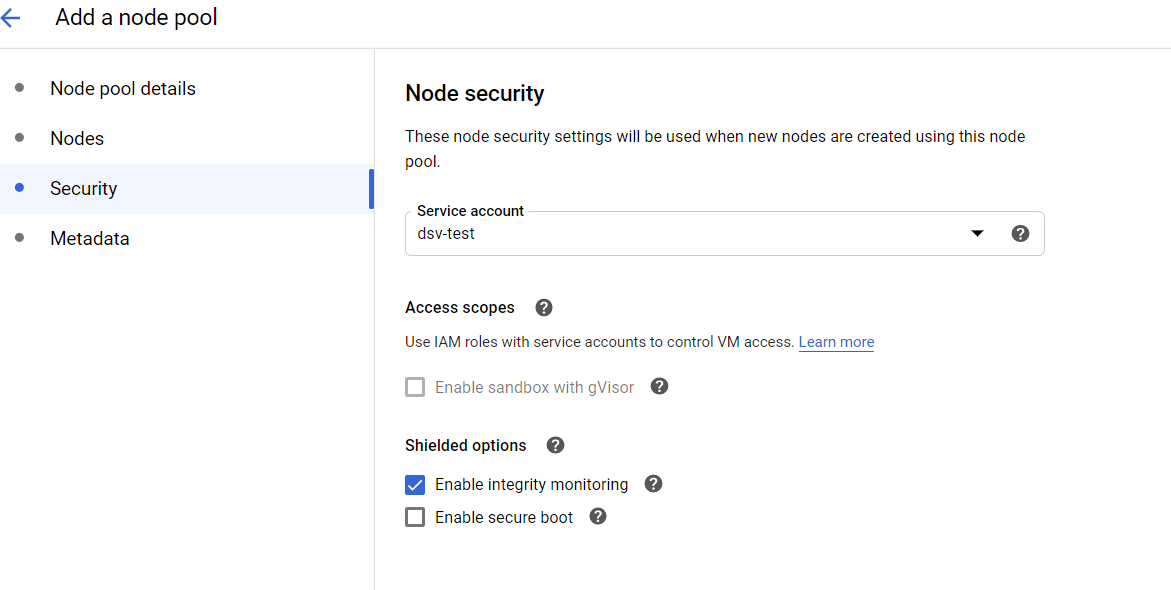 Add a node pool
Node pool details
Nodes
Security
Metadata
Node security
These node security settings will be used when new nodes are created using this node
pool.
Service account
dsv-test
Access scopes
Use IAM roles with service accounts to control VM access. Learn more
Enable sandbox with gVisor
Shielded options
Enable integrity monitoring
Enable secure boot